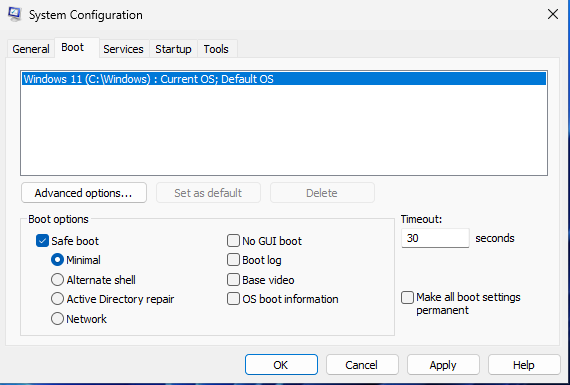 System Configuration
General Boot Services Startup Tools
Windows 11 (C:\Windows) : Current OS; Default OS
Advanced options... Set as default Delete
Boot options
Timeout:
Safe boot No GUI boot 30 seconds
Minimal Boot log
Alternate shell Base video
Active Directory repair OS boot information
Make all boot settings
permanent
Network
OK Cancel Apply Help